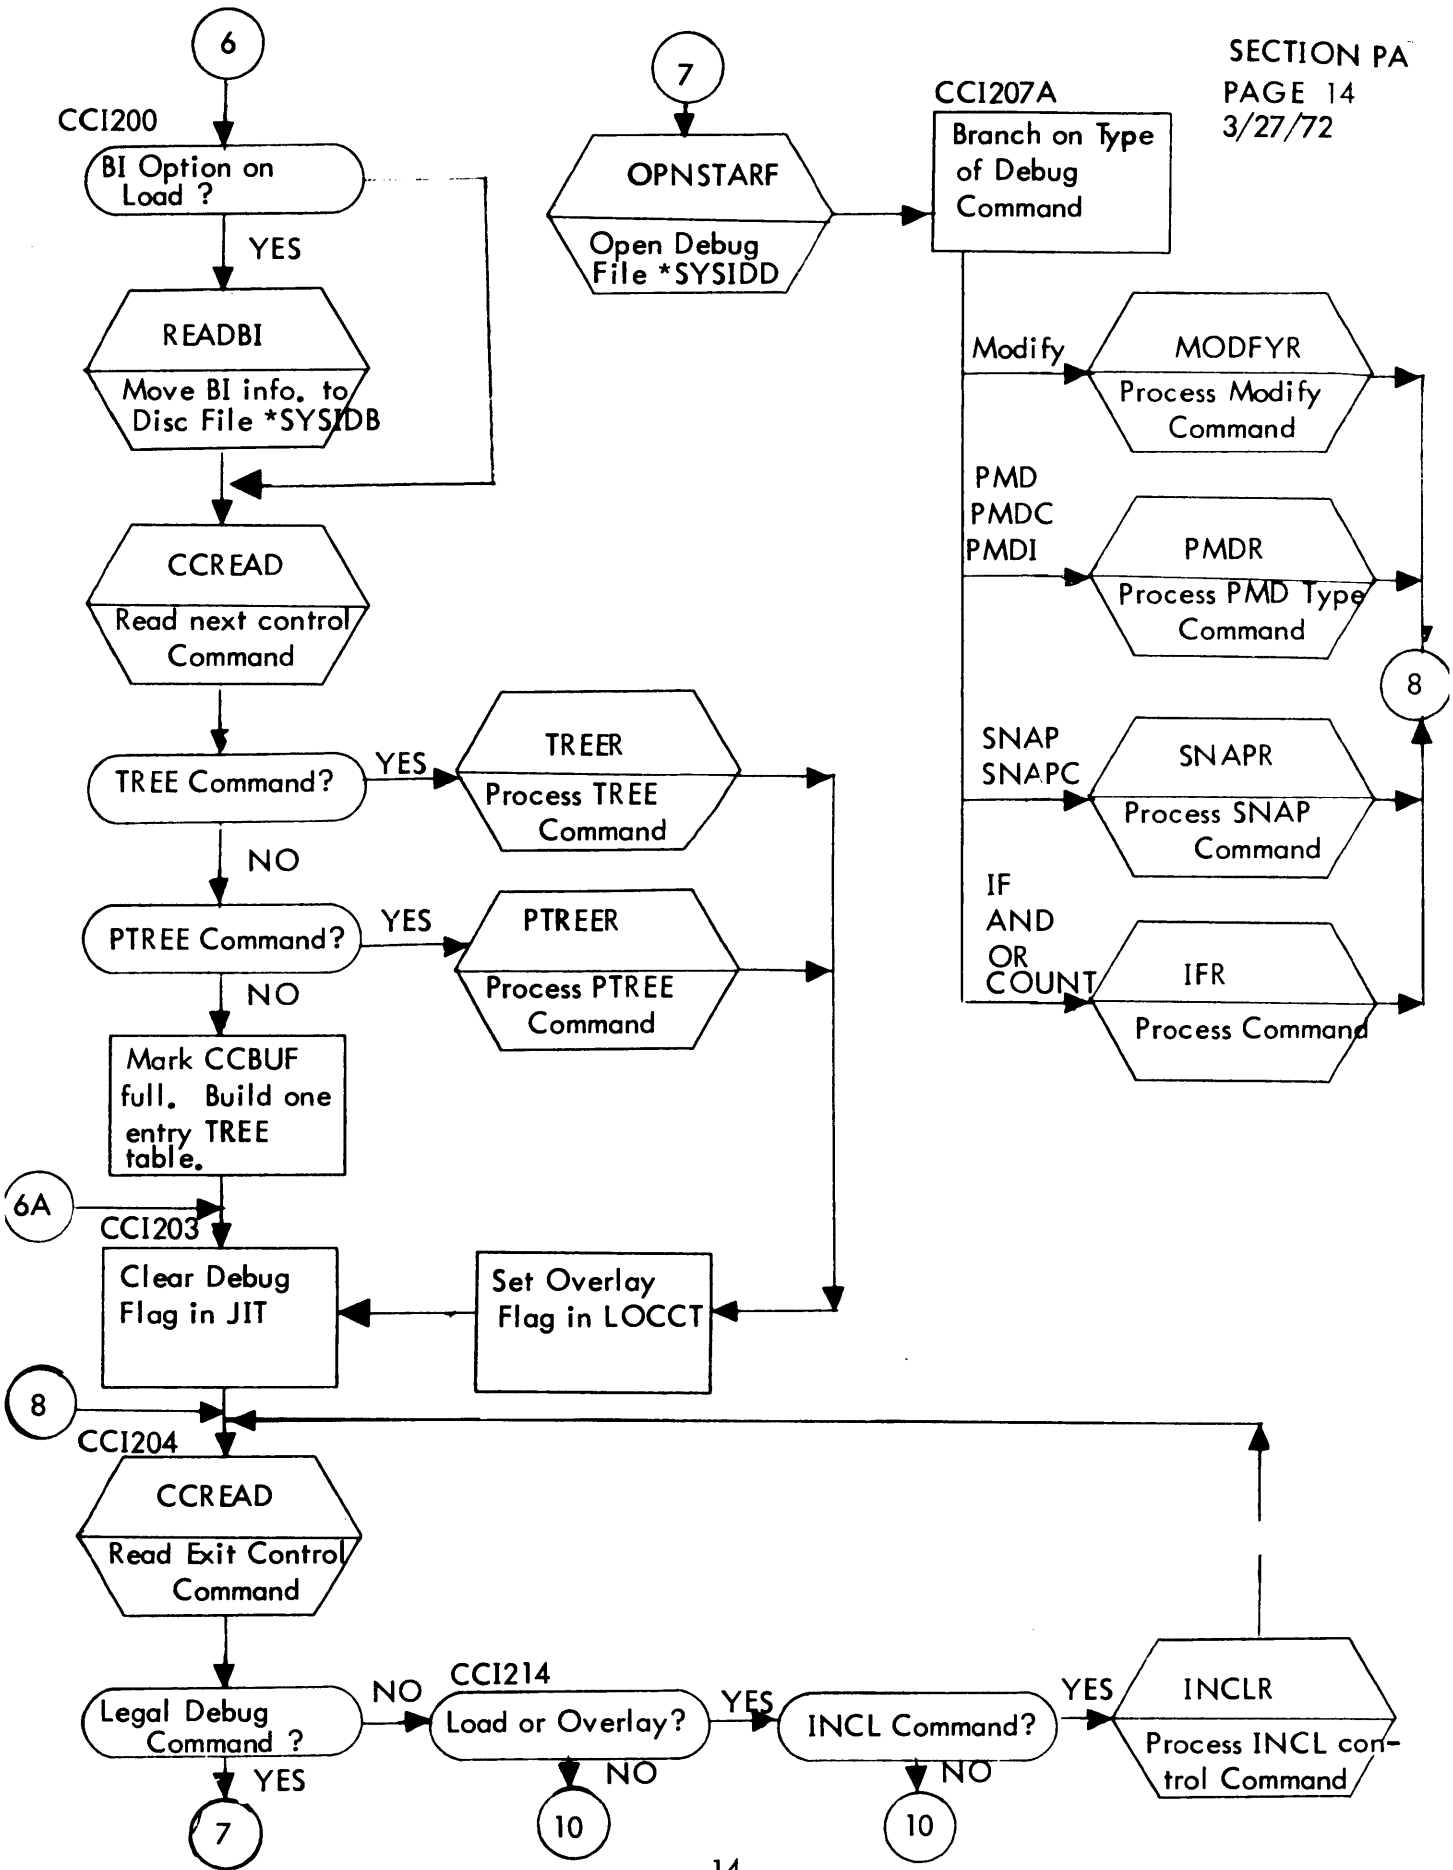 SECTION PA
PAGE 14
3/27/72
6
CCI200
BI Option on
Load ?
YES
READBI
Move BI info. to
Disc File *SYSIDB
CCREAD
Read next control
Command
TREE Command?
YES
TREER
Process TREE
Command
NO
PTREE Command?
YES
PTREER
Process PTREE
Command
NO
Mark CCBUF
full. Build one
entry TREE
table.
6A
CCI203
Clear Debug
Flag in JIT
Set Overlay
Flag in LOCCT
8
CCI204
CCREAD
Read Exit Control
Command
Legal Debug
Command ?
YES
7
NO
CCI214
Load or Overlay?
NO
10
YES
INCL Command?
NO
10
YES
INCLR
Process INCL con-
trol Command
7
OPNSTARF
Open Debug
File *SYSIDD
CCI207A
Branch on Type
of Debug
Command
Modify
MODFYR
Process Modify
Command
PMD
PMDC
PMDI
PMDR
Process PMD Type
Command
8
SNAP
SNAPC
SNAPR
Process SNAP
Command
IF
AND
OR
COUNT
IFR
Process Command
14